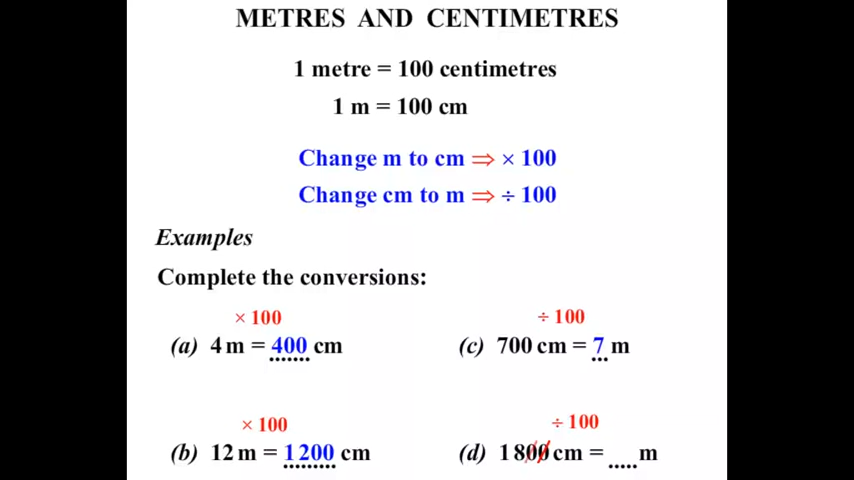 METRES AND CENTIMETRES
1 metre = 100 centimetres
1 m = 100 cm
Change m to cm ⇒ × 100
Change cm to m ⇒ ÷ 100
Examples
Complete the conversions:
× 100
(a) 4 m = 400 cm
÷ 100
(c) 700 cm = 7 m
× 100
(b) 12 m = 1 200 cm
÷ 100
(d) 1 800 cm = ..... m